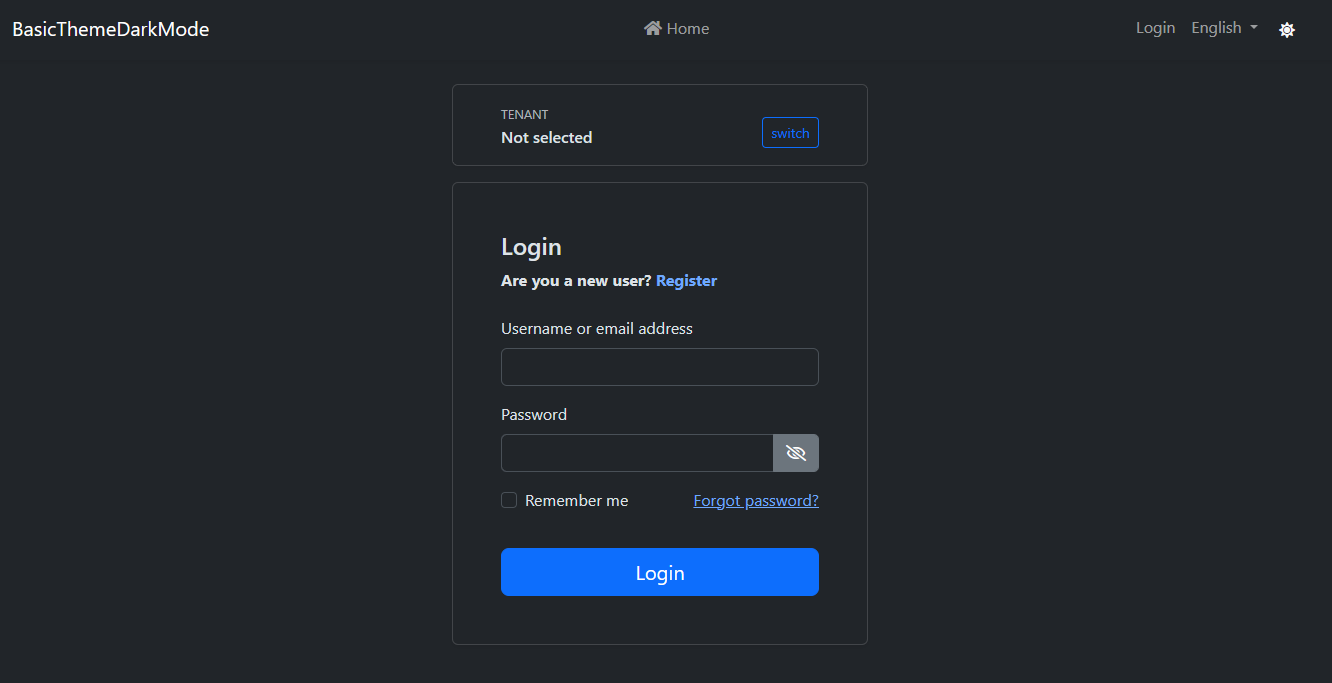 BasicThemeDarkMode Home Login English
TENANT
Not selected switch
Login
Are you a new user? Register
Username or email address
Password
Remember me Forgot password?
Login